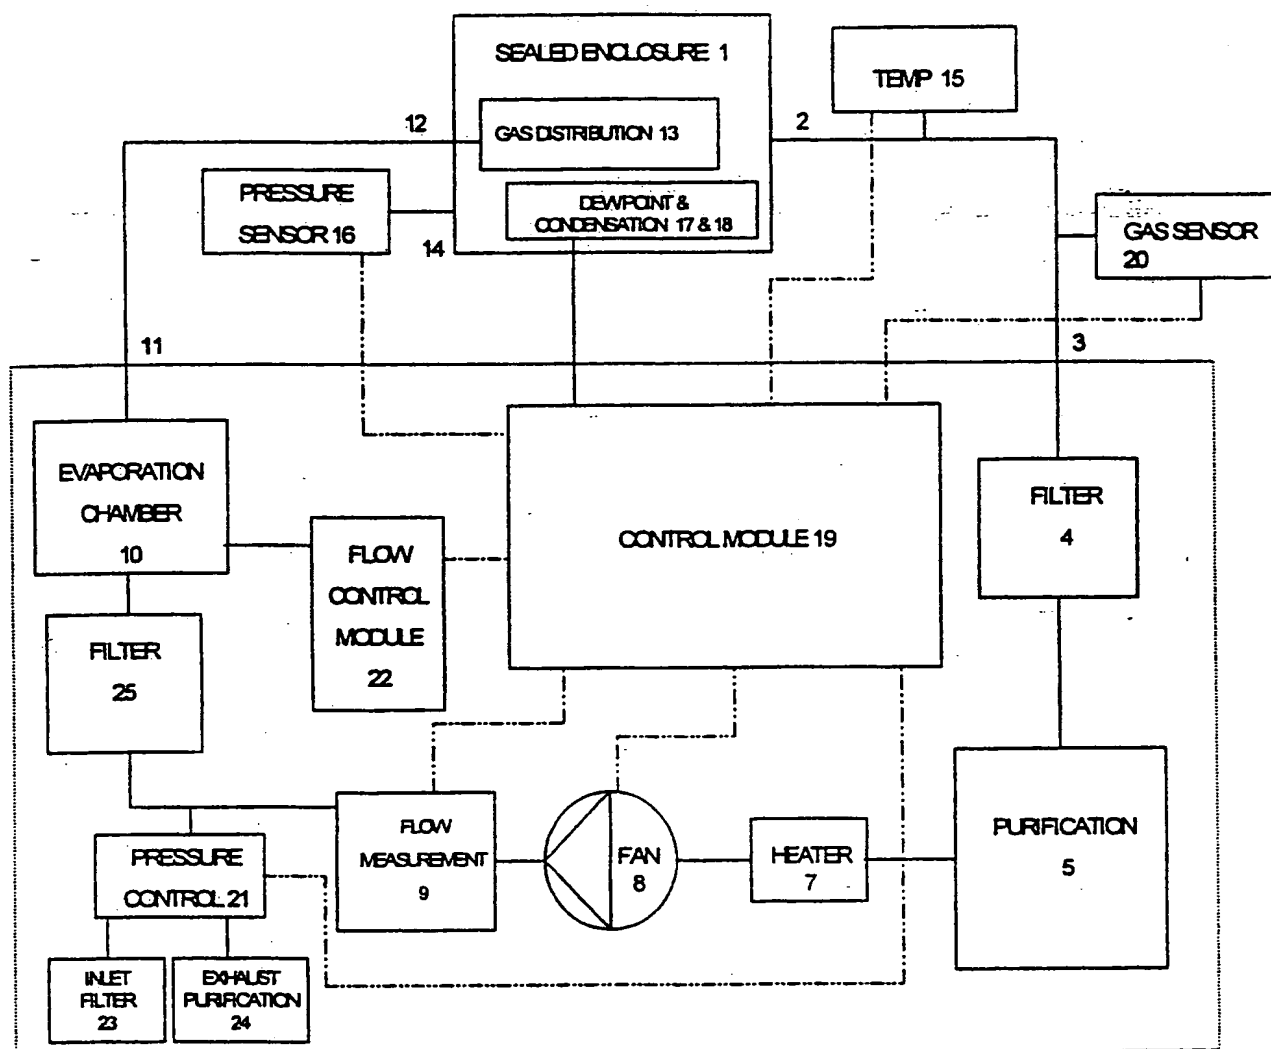 SEALED ENCLOSURE 1
TEMP 15
12
GAS DISTRIBUTION 13
2
PRESSURE
SENSOR 16
DEWPOINT &
CONDENSATION 17 & 18
14
GAS SENSOR
20
11
3
EVAPORATION
CHAMBER
10
FLOW
CONTROL
MODULE
22
CONTROL MODULE 19
FILTER
4
FILTER
25
FLOW
MEASUREMENT
9
FAN
8
HEATER
7
PURIFICATION
5
PRESSURE
CONTROL 21
INLET
FILTER
23
EXHAUST
PURIFICATION
24